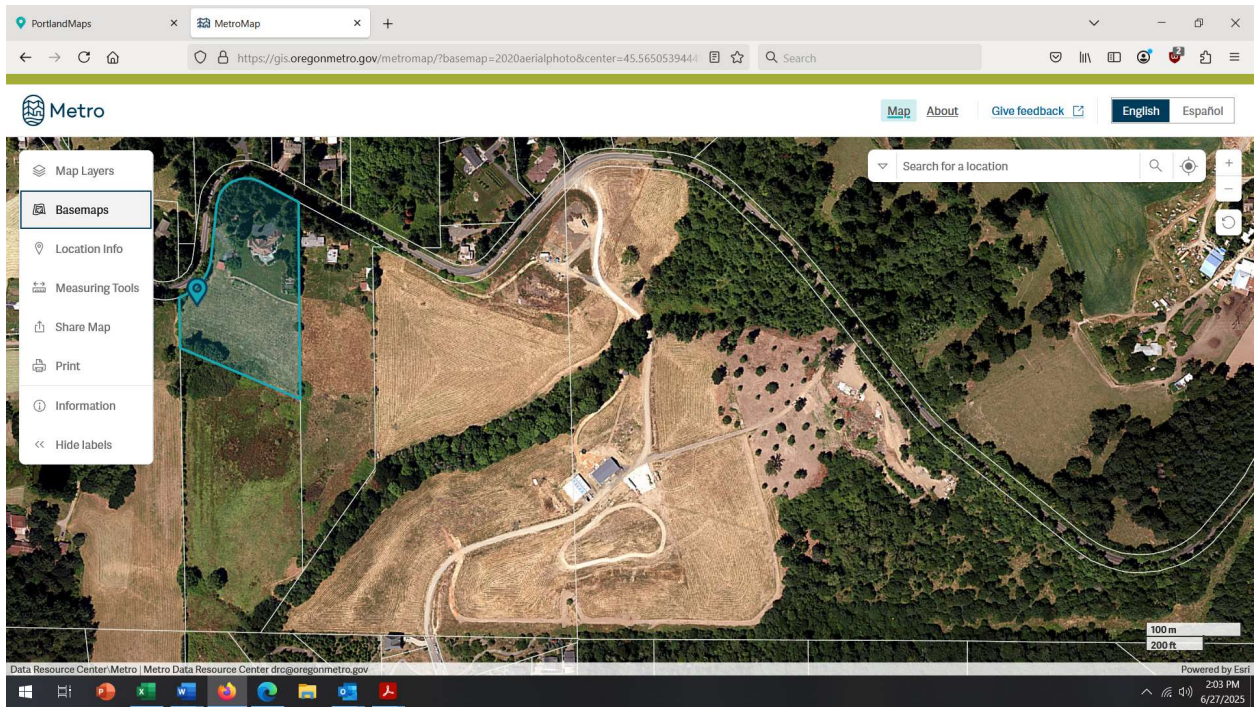 PortlandMaps
MetroMap
https://gis.oregonmetro.gov/metromap/?basemap=2020aerialphoto&center=45.5650539444
Search
2
Metro
Map
About
Give feedback
English
Español
Map Layers
Basemaps
Location Info
Measuring Tools
Share Map
Print
Information
Hide labels
Search for a location
100 m
200 ft
Data Resource Center\Metro | Metro Data Resource Center drc@oregonmetro.gov
Powered by Esri
2:03 PM
6/27/2025